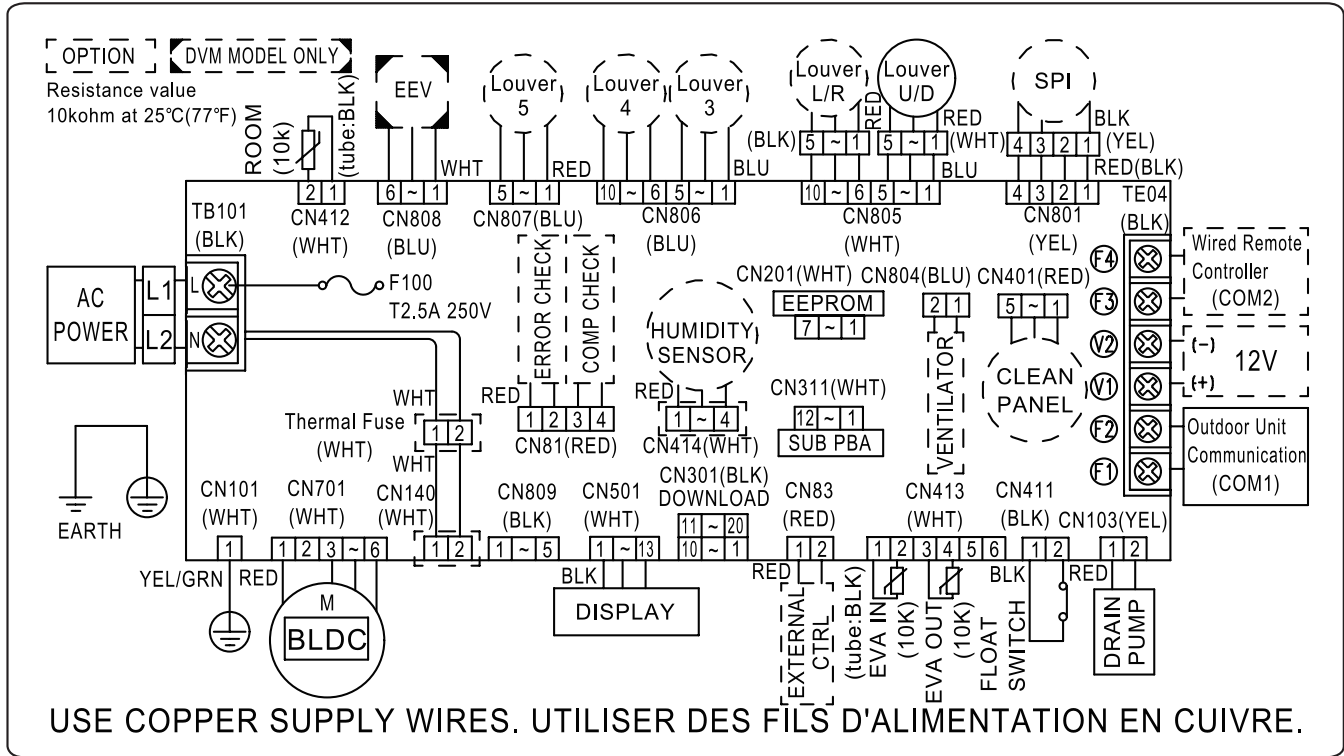 OPTION
DVM MODEL ONLY
Resistance value
10kohm at 25℃(77℉)
ROOM
(10k)
(tube:BLK)
EEV
Louver
5
Louver
4
Louver
3
Louver
L/R
Louver
U/D
SPI
RED
RED
BLK
(BLK) 5 ~ 1
5 ~ 1 (WHT)
4 3 2 1 (YEL)
WHT
RED
BLU
BLU
RED(BLK)
2 1
6 ~ 1
5 ~ 1
10 ~ 6 5 ~ 1
10 ~ 6 5 ~ 1
4 3 2 1
TB101
(BLK)
CN412
(WHT)
CN808
(BLU)
CN807(BLU)
CN806
(BLU)
CN805
(WHT)
CN801
(YEL)
TE04
(BLK)
AC
POWER
L1
L2
L
N
F100
T2.5A 250V
ERROR CHECK
COMP CHECK
RED
1 2 3 4
CN81(RED)
HUMIDITY
SENSOR
RED
1 ~ 4
CN414(WHT)
CN201(WHT)
EEPROM
7 ~ 1
CN311(WHT)
12 ~ 1
SUB PBA
CN804(BLU)
2 1
VENTILATOR
CN401(RED)
5 ~ 1
CLEAN
PANEL
F4
F3
V2
V1
F2
F1
Wired Remote
Controller
(COM2)
(-)
12V
(+)
Outdoor Unit
Communication
(COM1)
WHT
Thermal Fuse
(WHT)
1 2
WHT
EARTH
CN101
(WHT)
1
YEL/GRN
CN701
(WHT)
1 2 3 ~ 6
RED
M
BLDC
CN140
(WHT)
1 2
CN809
(BLK)
1 ~ 5
CN501
(WHT)
1 ~ 13
BLK
DISPLAY
CN301(BLK)
DOWNLOAD
11 ~ 20
10 ~ 1
CN83
(RED)
1 2
RED
EXTERNAL
CTRL
CN413
(WHT)
1 2 3 4 5 6
(tube:BLK)
EVA IN
(10K)
EVA OUT
(10K)
FLOAT
SWITCH
CN411
(BLK)
1 2
BLK
CN103(YEL)
1 2
RED
DRAIN
PUMP
USE COPPER SUPPLY WIRES. UTILISER DES FILS D'ALIMENTATION EN CUIVRE.